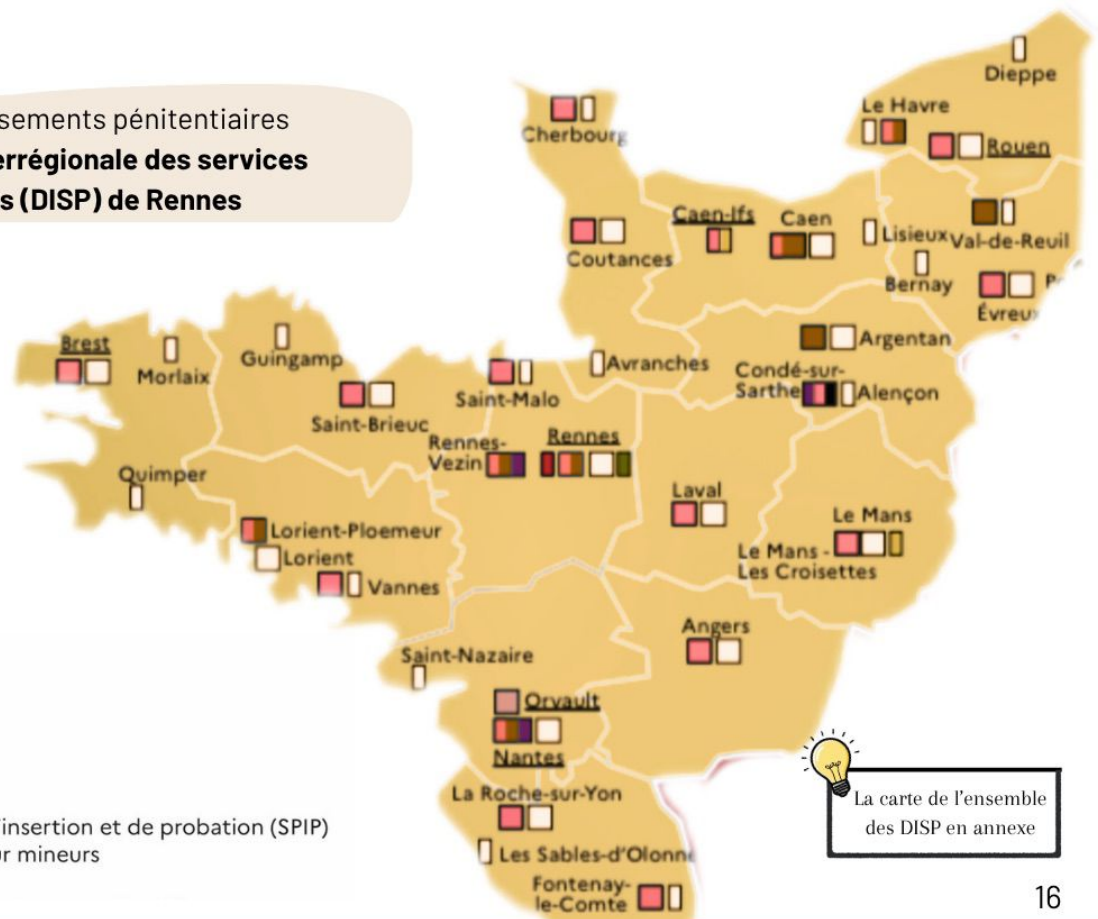 sements pénitentiaires
errégionale des services
s (DISP) de Rennes
Dieppe
Le Havre
Cherbourg
Rouen
Caen-Ifs
Caen
Lisieux
Val-de-Reuil
Coutances
Bernay
Évreux
Brest
Morlaix
Guingamp
Avranches
Argentan
Saint-Malo
Condé-sur-
Sarthe
Alençon
Saint-Brieuc
Rennes-
Vezin
Rennes
Quimper
Laval
Le Mans
Lorient-Ploemeur
Lorient
Le Mans -
Les Croisettes
Vannes
Angers
Saint-Nazaire
Orvault
Nantes
La Roche-sur-Yon
La carte de l'ensemble
des DISP en annexe
'insertion et de probation (SPIP)
ur mineurs
Les Sables-d'Olonne
Fontenay-
le-Comte
16